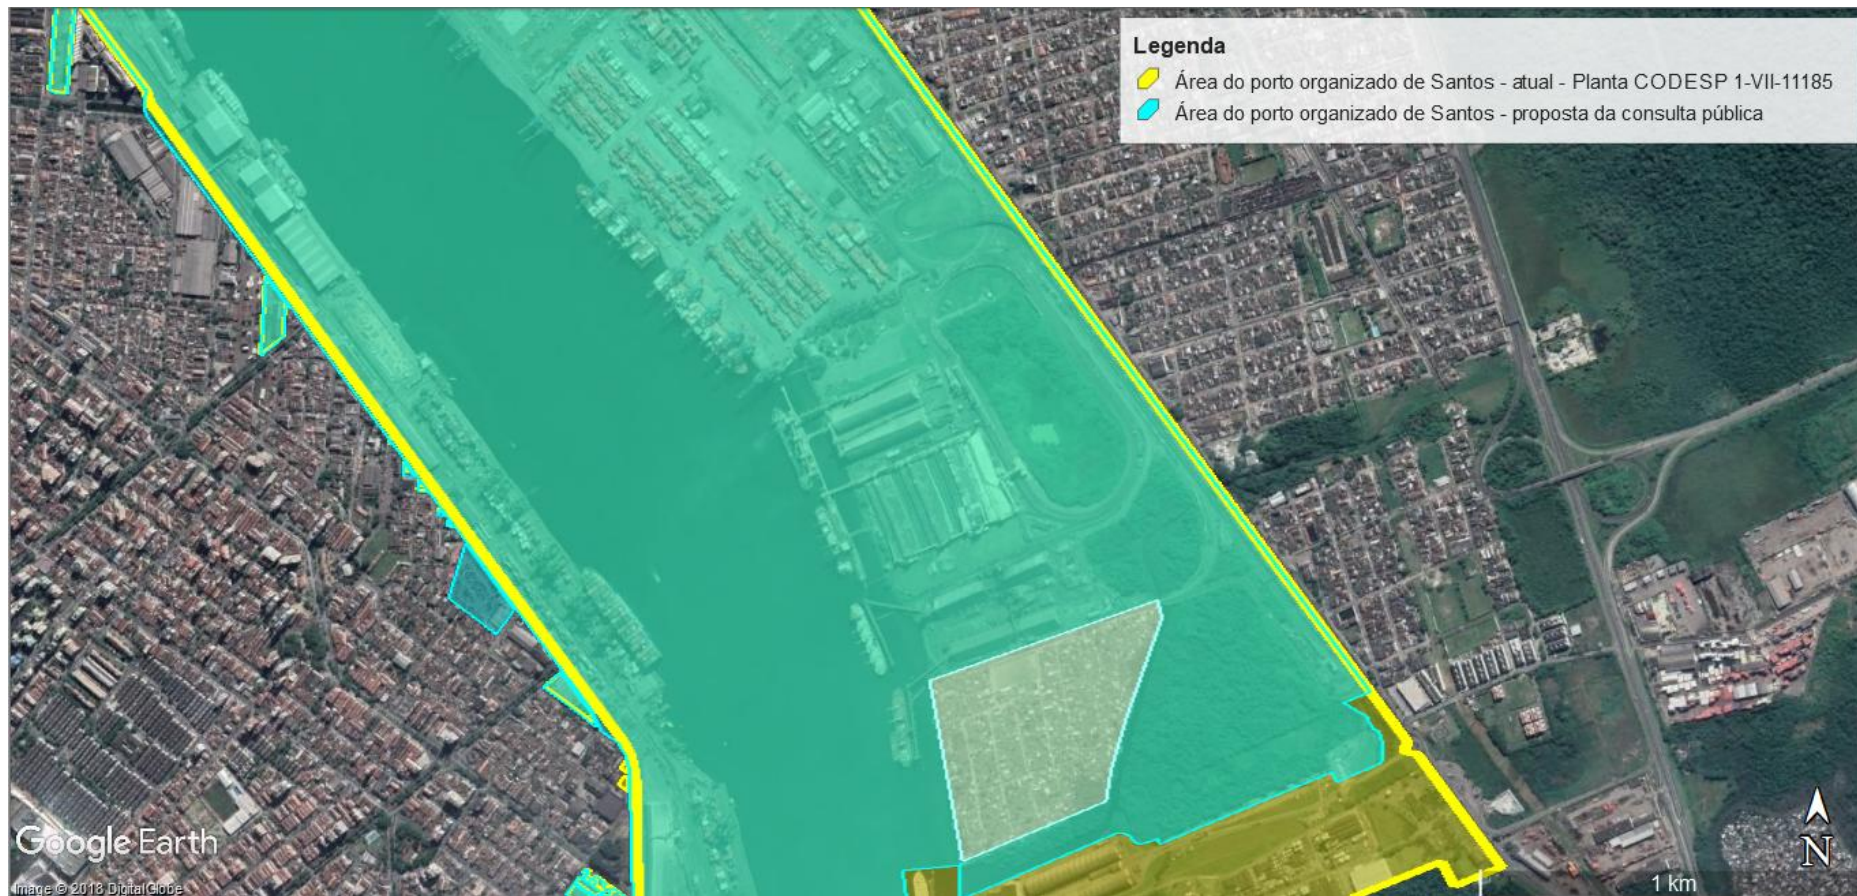 Legenda
Área do porto organizado de Santos - atual - Planta CODESP 1-VII-11185
Área do porto organizado de Santos - proposta da consulta pública
Google Earth
N
Image © 2018 DigitalGlobe
1 km